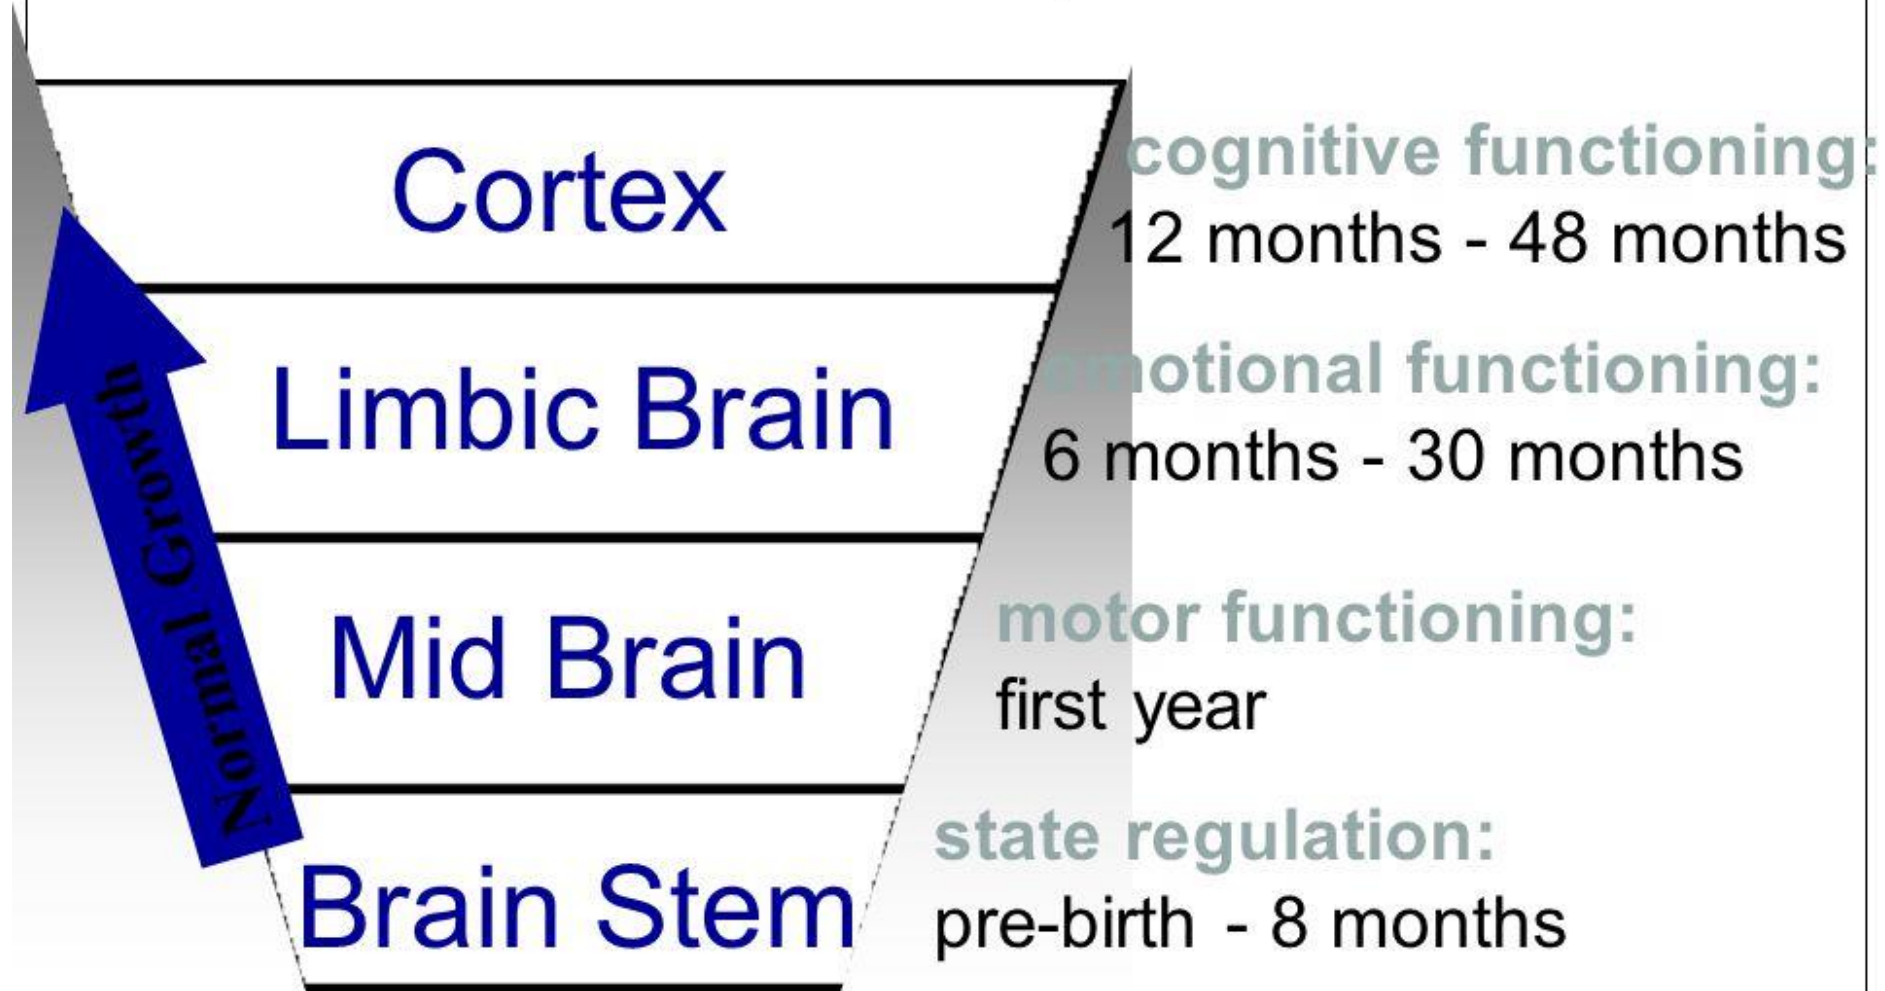 Cortex
cognitive functioning:
12 months - 48 months
Limbic Brain
emotional functioning:
6 months - 30 months
Mid Brain
motor functioning:
first year
Brain Stem
state regulation:
pre-birth - 8 months
Normal Growth